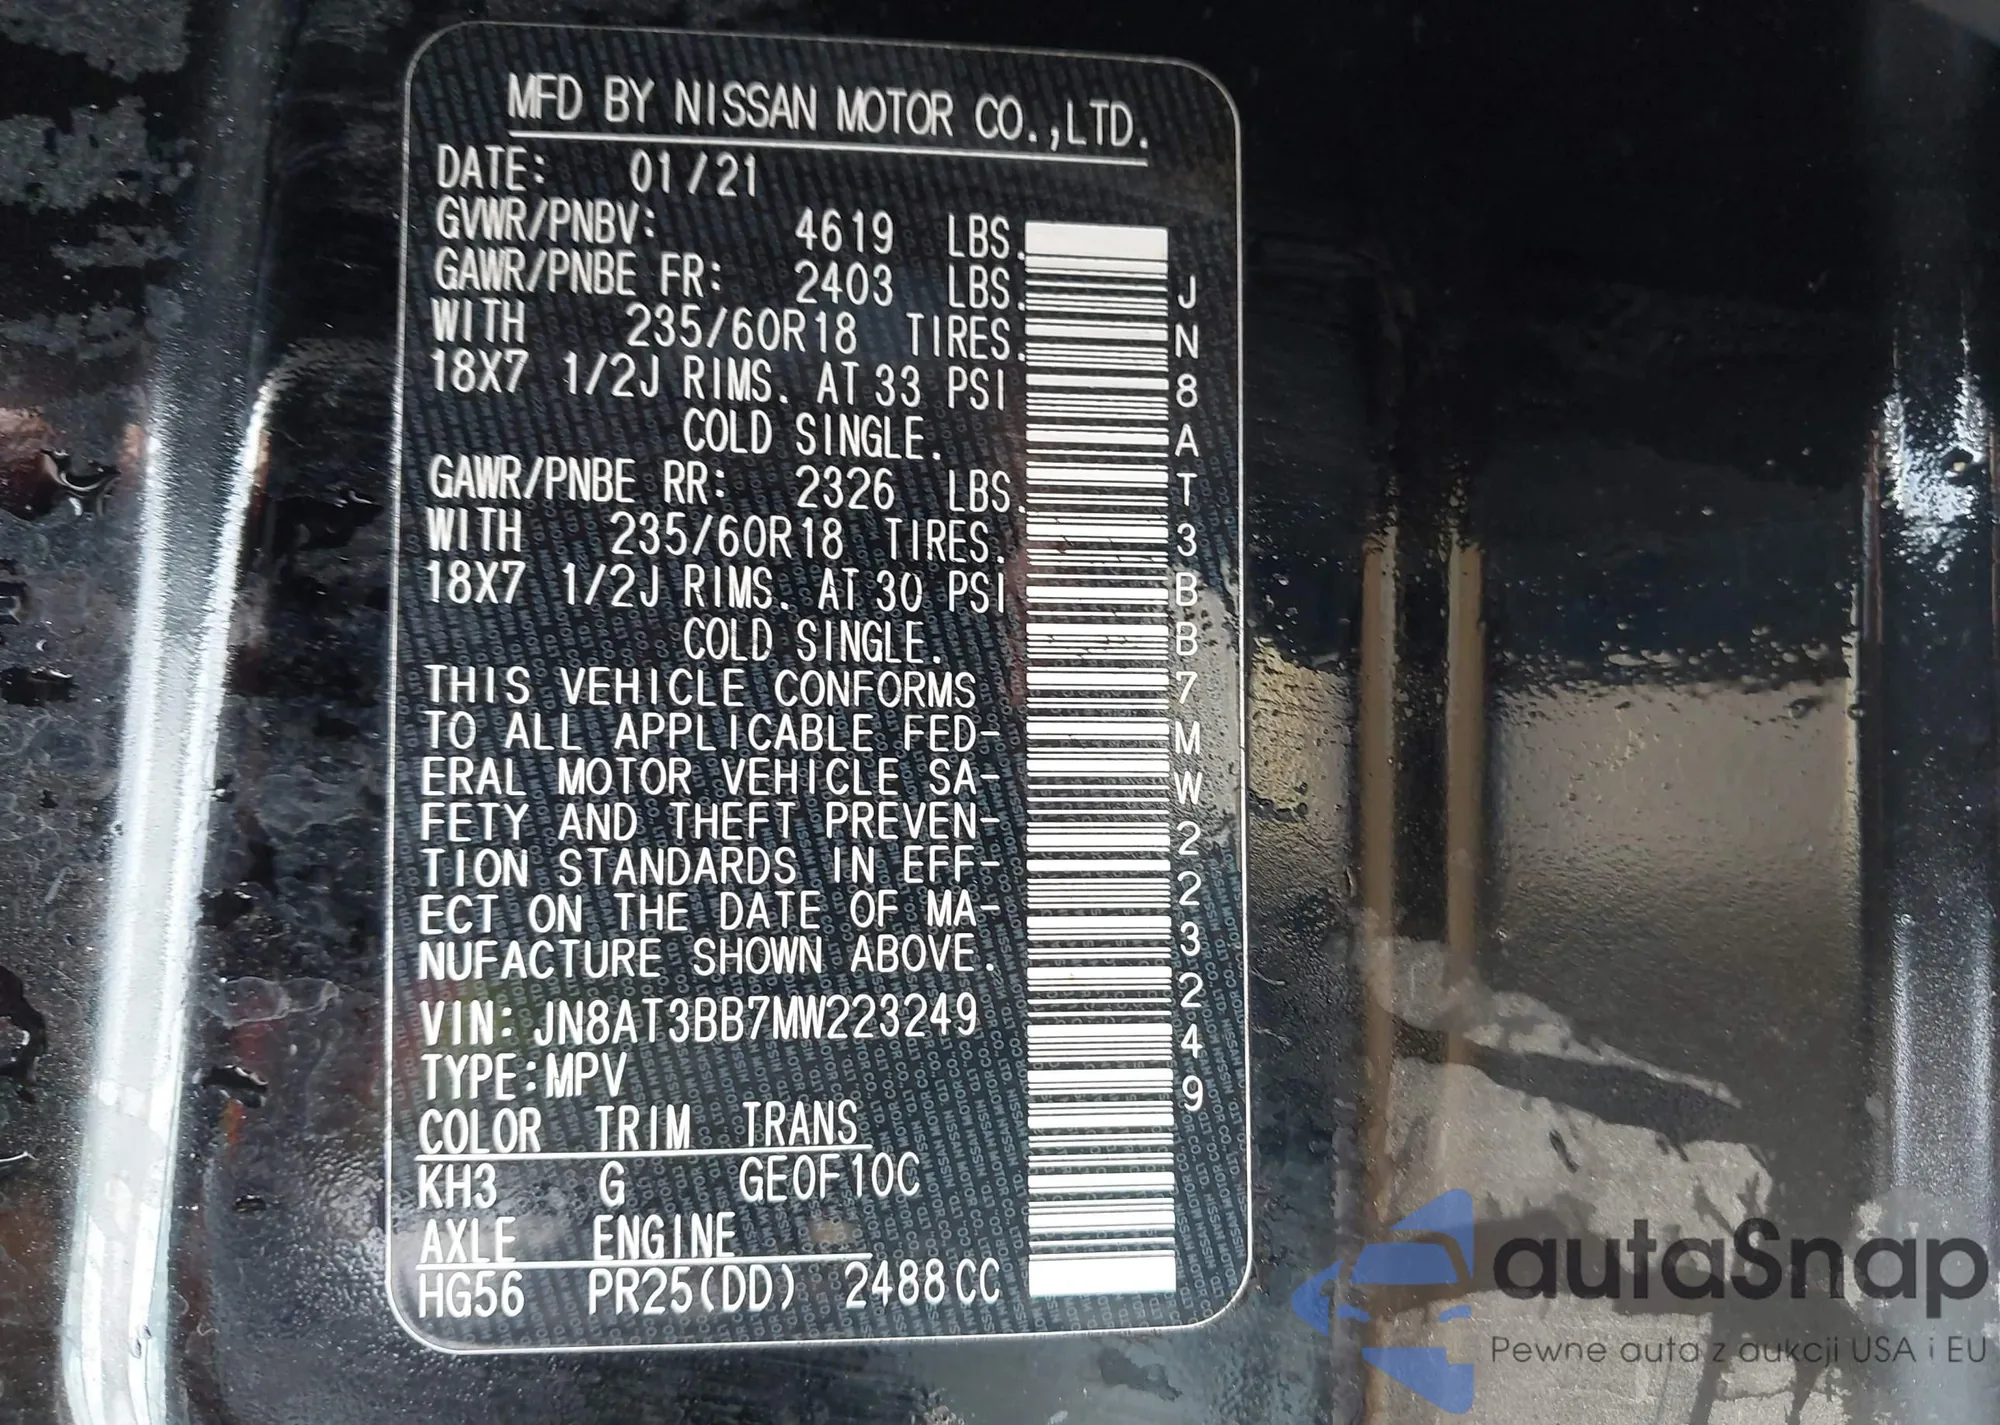 MFD BY NISSAN MOTOR CO.,LTD.
DATE: 01/21
GVWR/PNBV: 4619 LBS.
GAWR/PNBE FR: 2403 LBS.
WITH 235/60R18 TIRES.
18X7 1/2J RIMS. AT 33 PSI
COLD SINGLE.
GAWR/PNBE RR: 2326 LBS.
WITH 235/60R18 TIRES.
18X7 1/2J RIMS. AT 30 PSI
COLD SINGLE.
THIS VEHICLE CONFORMS
TO ALL APPLICABLE FED-
ERAL MOTOR VEHICLE SA-
FETY AND THEFT PREVEN-
TION STANDARDS IN EFF-
ECT ON THE DATE OF MA-
NUFACTURE SHOWN ABOVE.
VIN: JN8AT3BB7MW223249
TYPE:MPV
COLOR TRIM TRANS
KH3 G GE0F10C
AXLE ENGINE
HG56 PR25(DD) 2488CC
JN8AT3BB7MW223249
autaSnap
Pewne auta z aukcji USA i EU